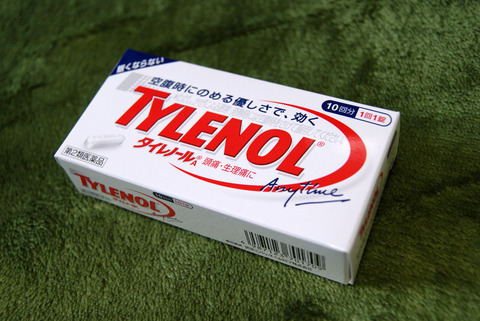 眠くならない
空腹時にのめる優しさで、効く
10回分 1回1錠
TYLENOL®
タイレノールA® 頭痛・生理痛に
Anytime
第2類医薬品
TYLENOL